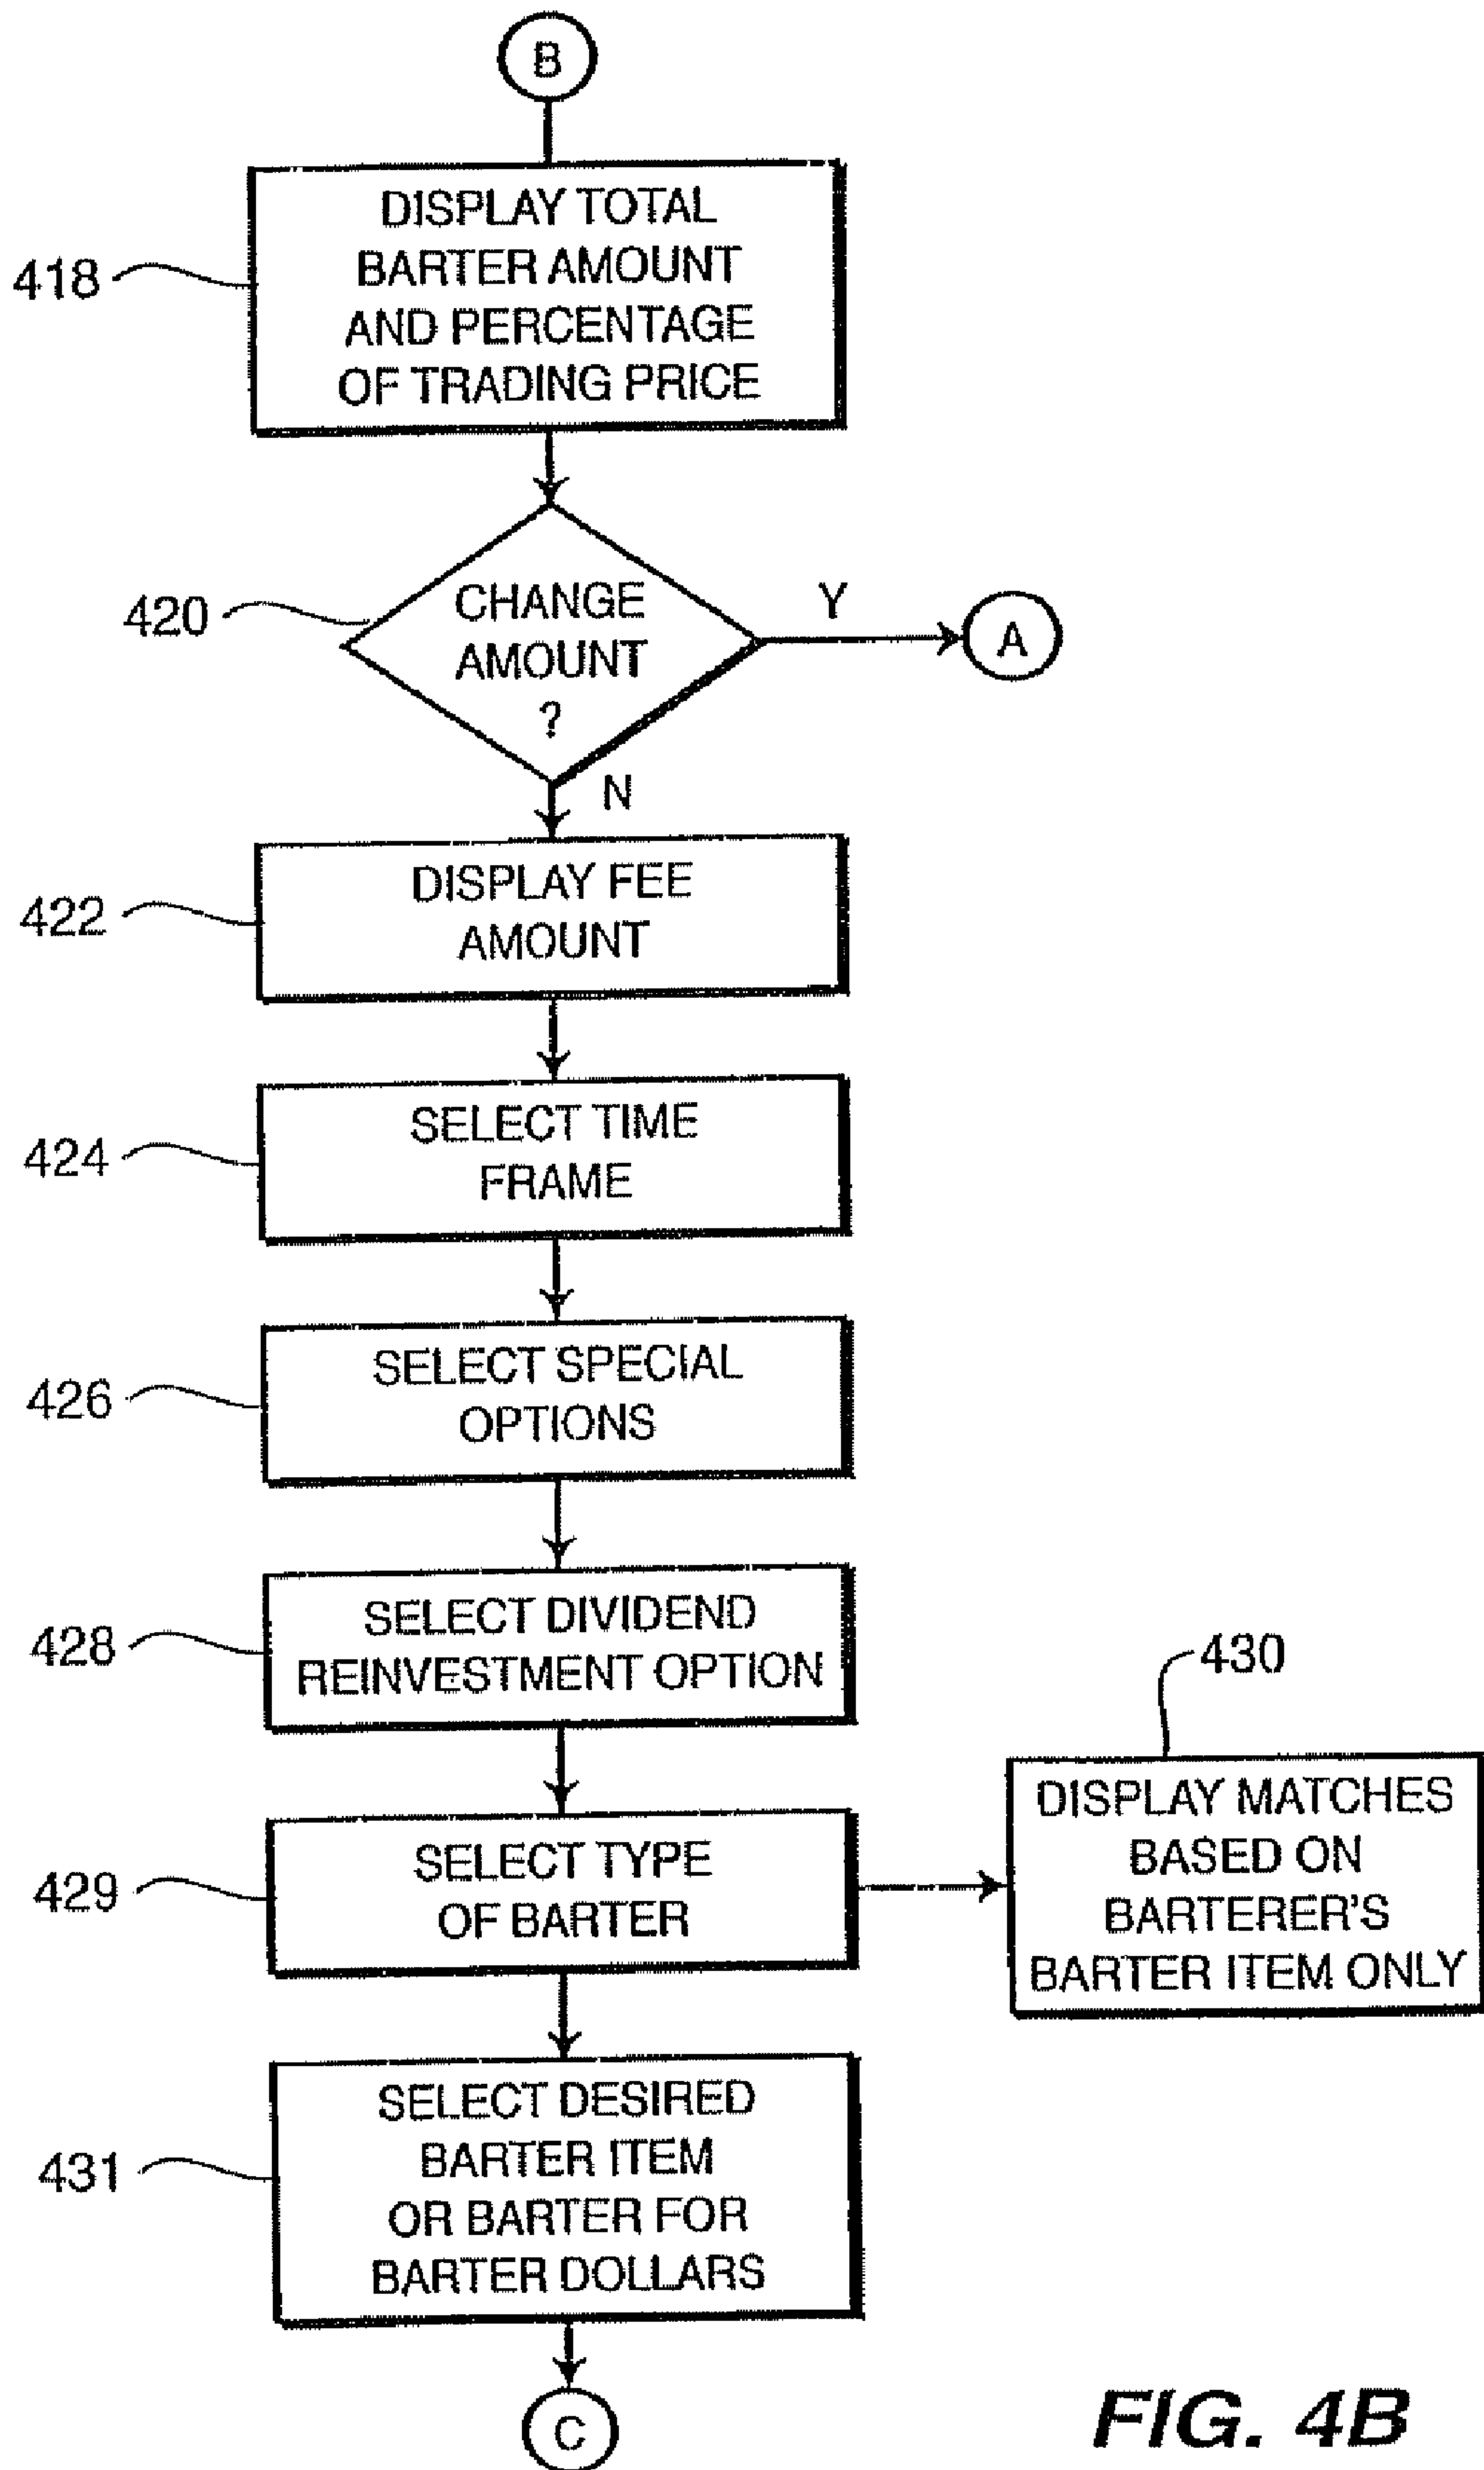 B
DISPLAY TOTAL
BARTER AMOUNT
AND PERCENTAGE
OF TRADING PRICE
418
CHANGE
AMOUNT
?
420
Y
A
N
DISPLAY FEE
AMOUNT
422
SELECT TIME
FRAME
424
SELECT SPECIAL
OPTIONS
426
SELECT DIVIDEND
REINVESTMENT OPTION
428
430
SELECT TYPE
OF BARTER
429
DISPLAY MATCHES
BASED ON
BARTERER'S
BARTER ITEM ONLY
SELECT DESIRED
BARTER ITEM
OR BARTER FOR
BARTER DOLLARS
431
C
FIG. 4B